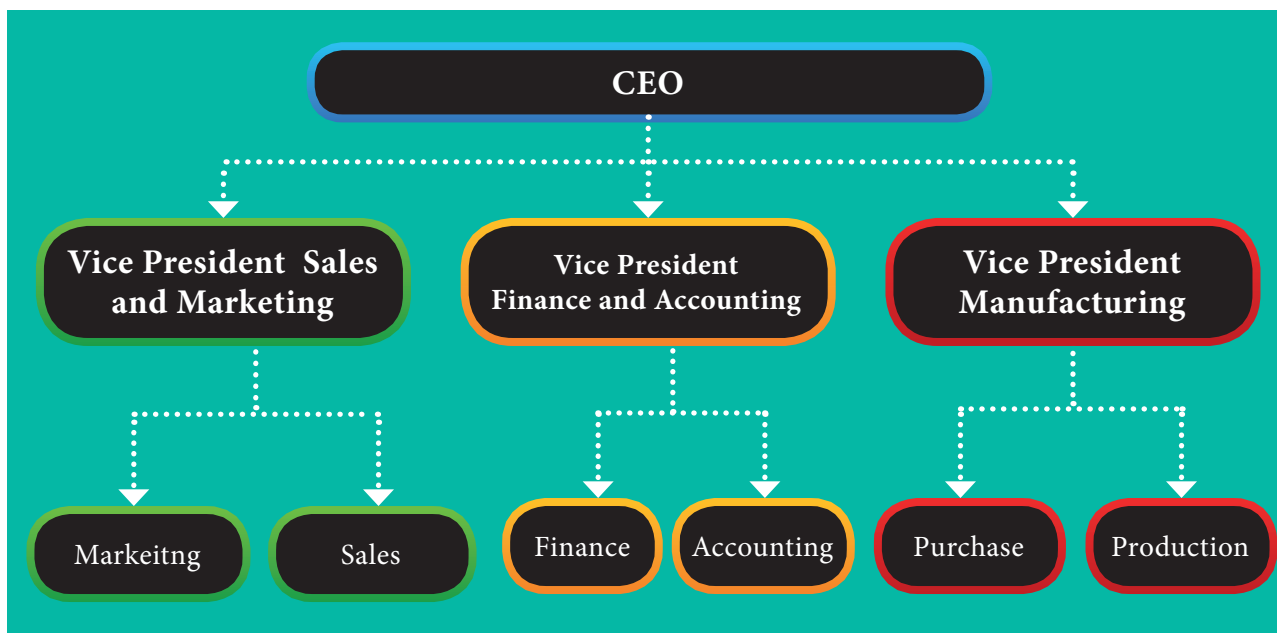 CEO
Vice President Sales
and Marketing
Vice President
Finance and Accounting
Vice President
Manufacturing
Markeitng
Sales
Finance
Accounting
Purchase
Production